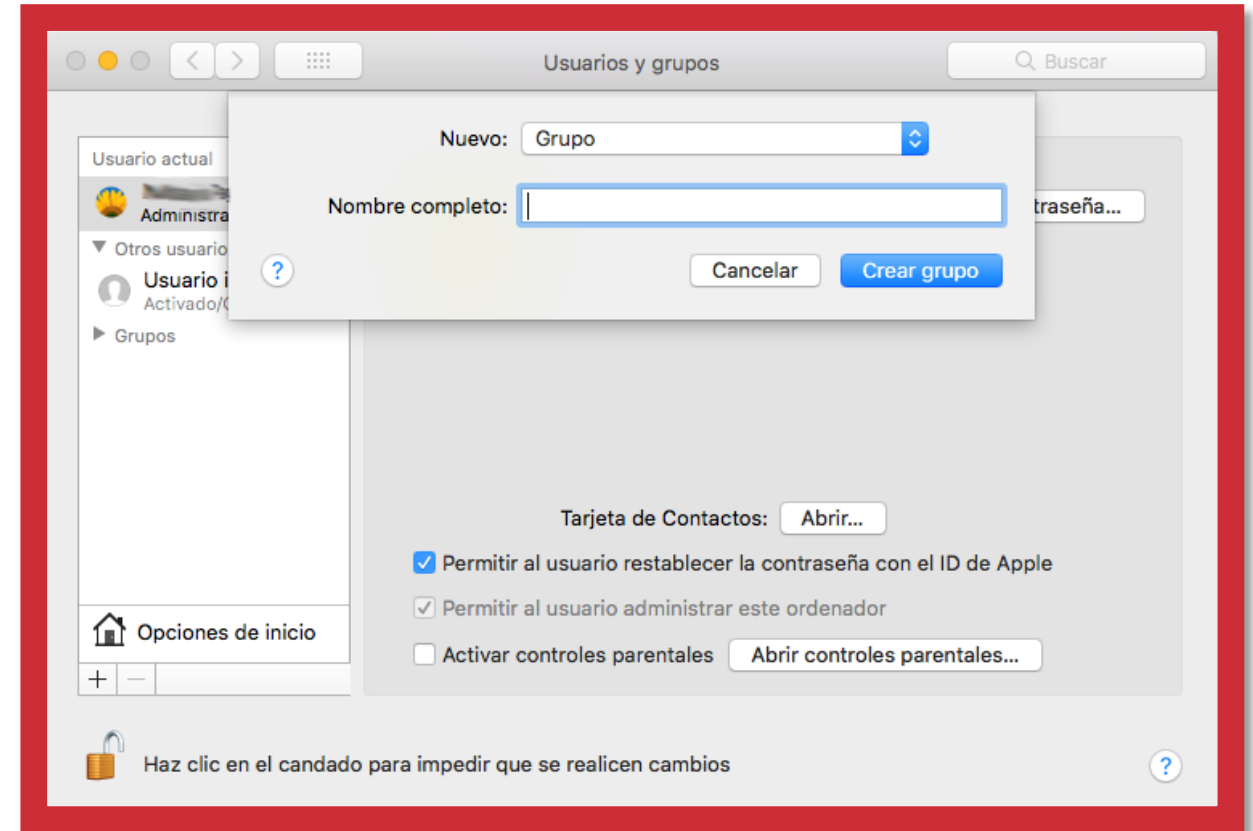 Usuarios y grupos
Buscar
Nuevo: Grupo
Nombre completo:
?
Cancelar
Crear grupo
Usuario actual
Administra
Otros usuario
Usuario i
Activado/
Grupos
traseña...
Tarjeta de Contactos: Abrir...
Permitir al usuario restablecer la contraseña con el ID de Apple
Permitir al usuario administrar este ordenador
Activar controles parentales Abrir controles parentales...
Opciones de inicio
+ −
Haz clic en el candado para impedir que se realicen cambios
?